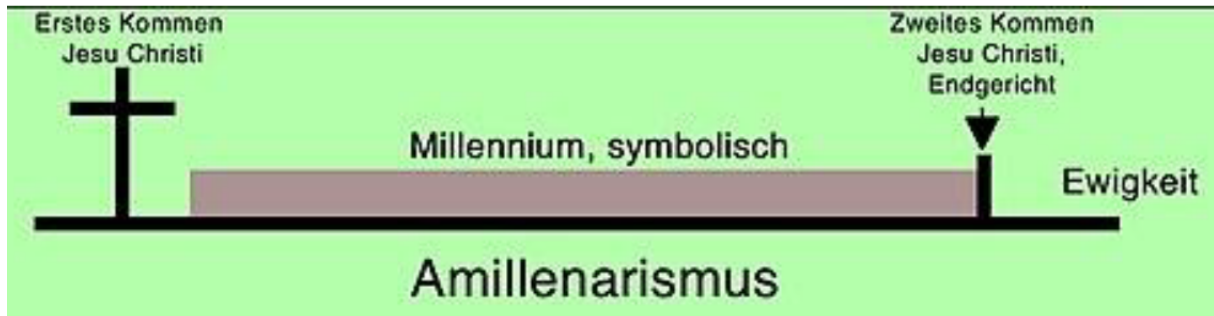 Erstes Kommen
Jesu Christi
Zweites Kommen
Jesu Christi,
Endgericht
Millennium, symbolisch
Ewigkeit
Amillenarismus